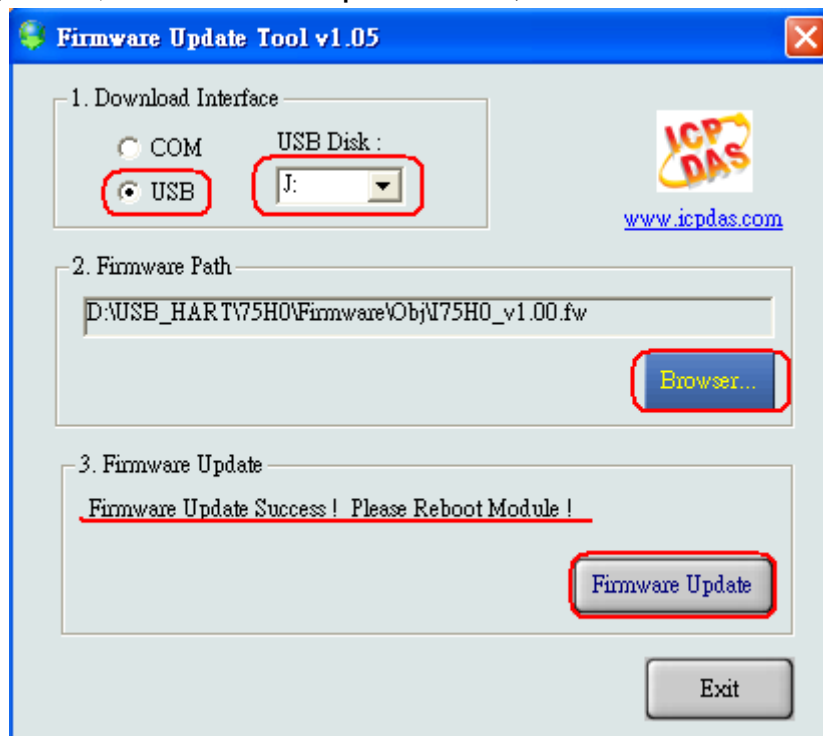 Firmware Update Tool v1.05
1. Download Interface
COM
USB Disk :
USB
J:
ICP
DAS
www.icpdas.com
2. Firmware Path
D:\USB_HART\75H0\Firmware\Obj\I75H0_v1.00.fw
Browser...
3. Firmware Update
Firmware Update Success ! Please Reboot Module !
Firmware Update
Exit